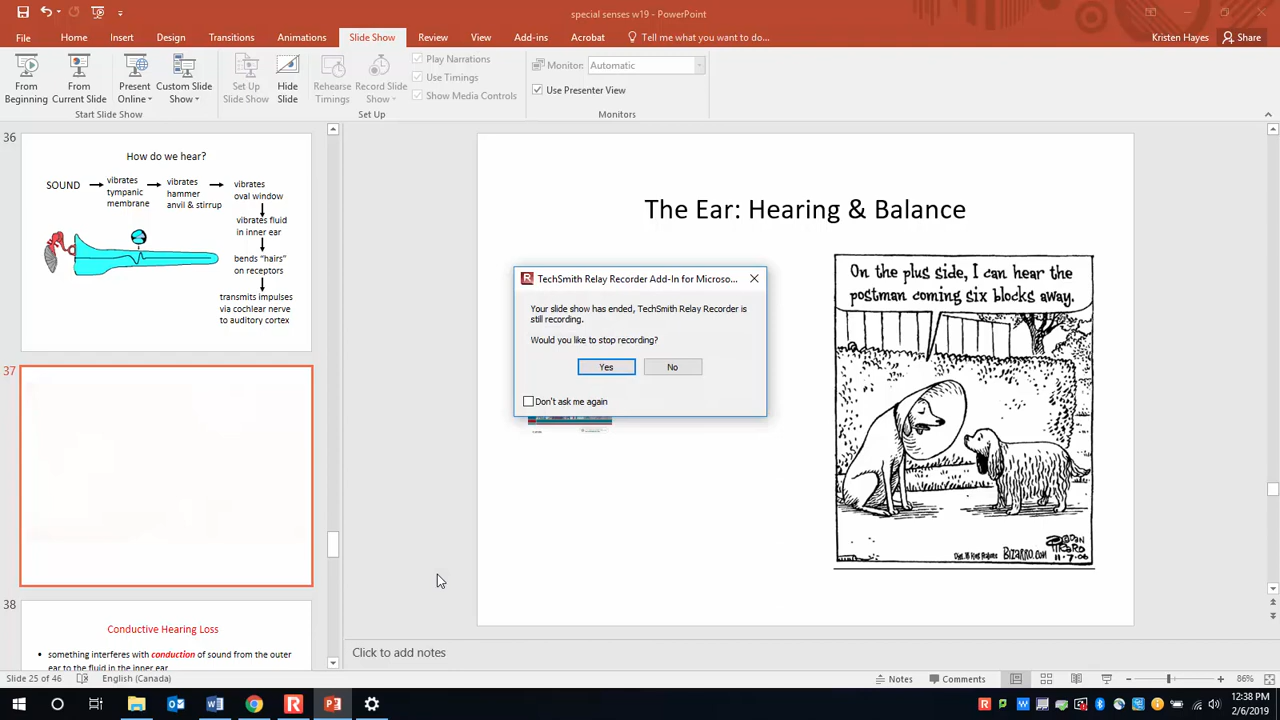 special senses w19 - PowerPoint
File Home Insert Design Transitions Animations Slide Show Review View Add-ins Acrobat Tell me what you want to do... Kristen Hayes Share
From Beginning
From Current Slide
Present Online
Custom Slide Show
Start Slide Show
Set Up Slide Show
Hide Slide
Rehearse Timings
Record Slide Show
Play Narrations
Use Timings
Show Media Controls
Set Up
Monitor: Automatic
Use Presenter View
Monitors
36
How do we hear?
SOUND
vibrates
tympanic
membrane
vibrates
hammer
anvil & stirrup
vibrates
oval window
vibrates fluid
in inner ear
bends "hairs"
on receptors
transmits impulses
via cochlear nerve
to auditory cortex
37
38
Conductive Hearing Loss
• something interferes with conduction of sound from the outer
ear to the fluid in the inner ear
The Ear: Hearing & Balance
TechSmith Relay Recorder Add-In for Microso...
Your slide show has ended, TechSmith Relay Recorder is
still recording.
Would you like to stop recording?
Yes No
Don't ask me again
On the plus side, I can hear the
postman coming six blocks away.
BIZARRO.com
11-7-06
Click to add notes
Slide 25 of 46 English (Canada) Notes Comments 86%
12:38 PM
2/6/2019